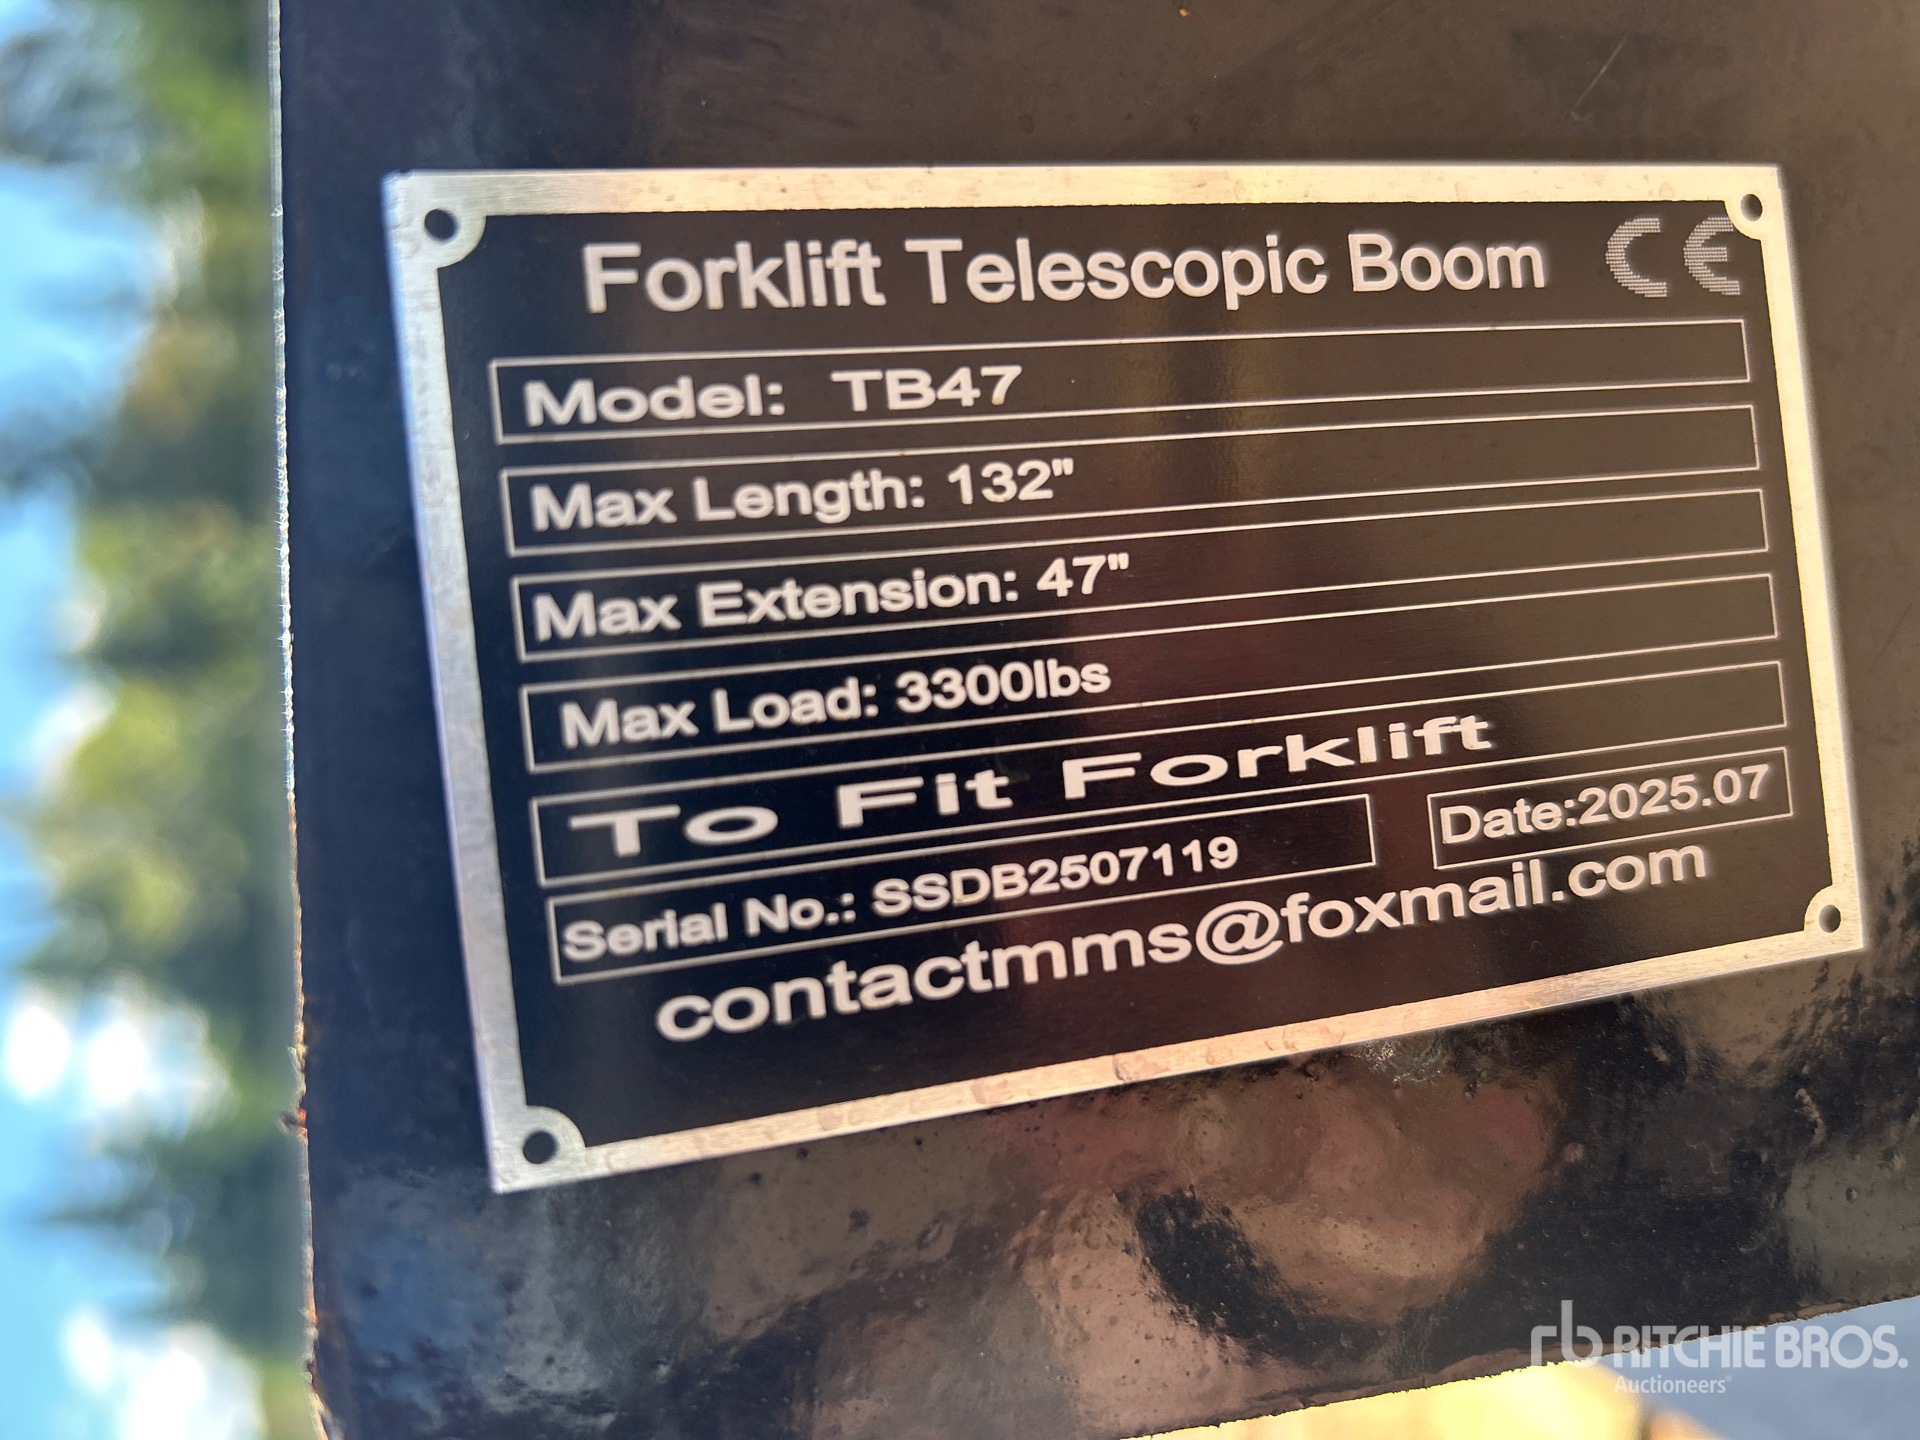 Forklift Telescopic Boom CE
Model: TB47
Max Length: 132"
Max Extension: 47"
Max Load: 3300lbs
To Fit Forklift
Serial No.: SSDB2507119 Date:2025.07
contactmms@foxmail.com
rb RITCHIE BROS.
Auctioneers